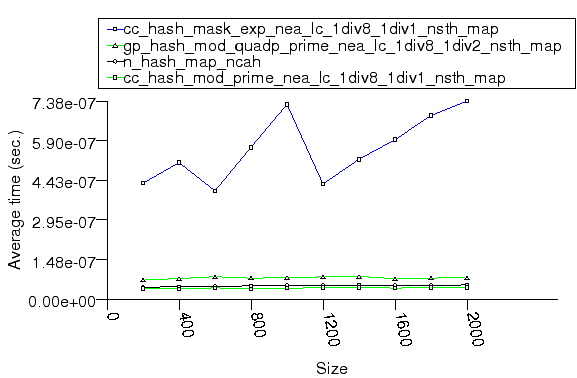 cc_hash_mask_exp_nea_lc_1div8_1div1_nsth_map
gp_hash_mod_quadp_prime_nea_lc_1div8_1div2_nsth_map
n_hash_map_ncah
cc_hash_mod_prime_nea_lc_1div8_1div1_nsth_map
7.38e-07
5.90e-07
4.43e-07
2.95e-07
1.48e-07
0.00e+00
Average time (sec.)
0
400
800
1200
1600
2000
Size